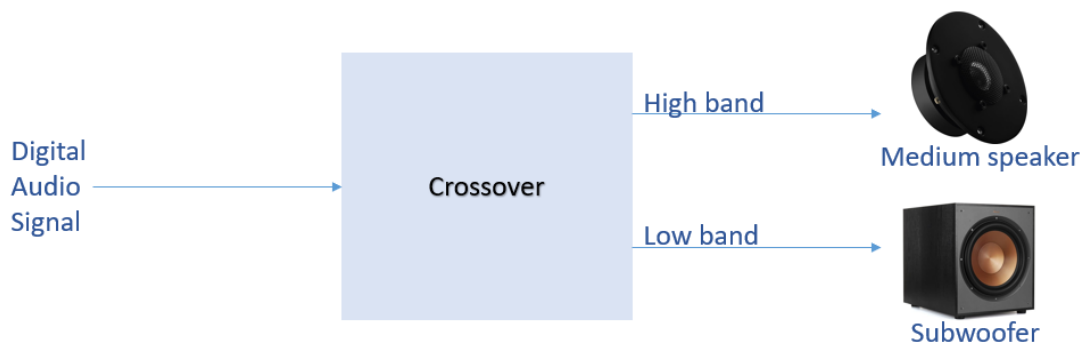 Digital
Audio
Signal
Crossover
High band
Medium speaker
Low band
Subwoofer